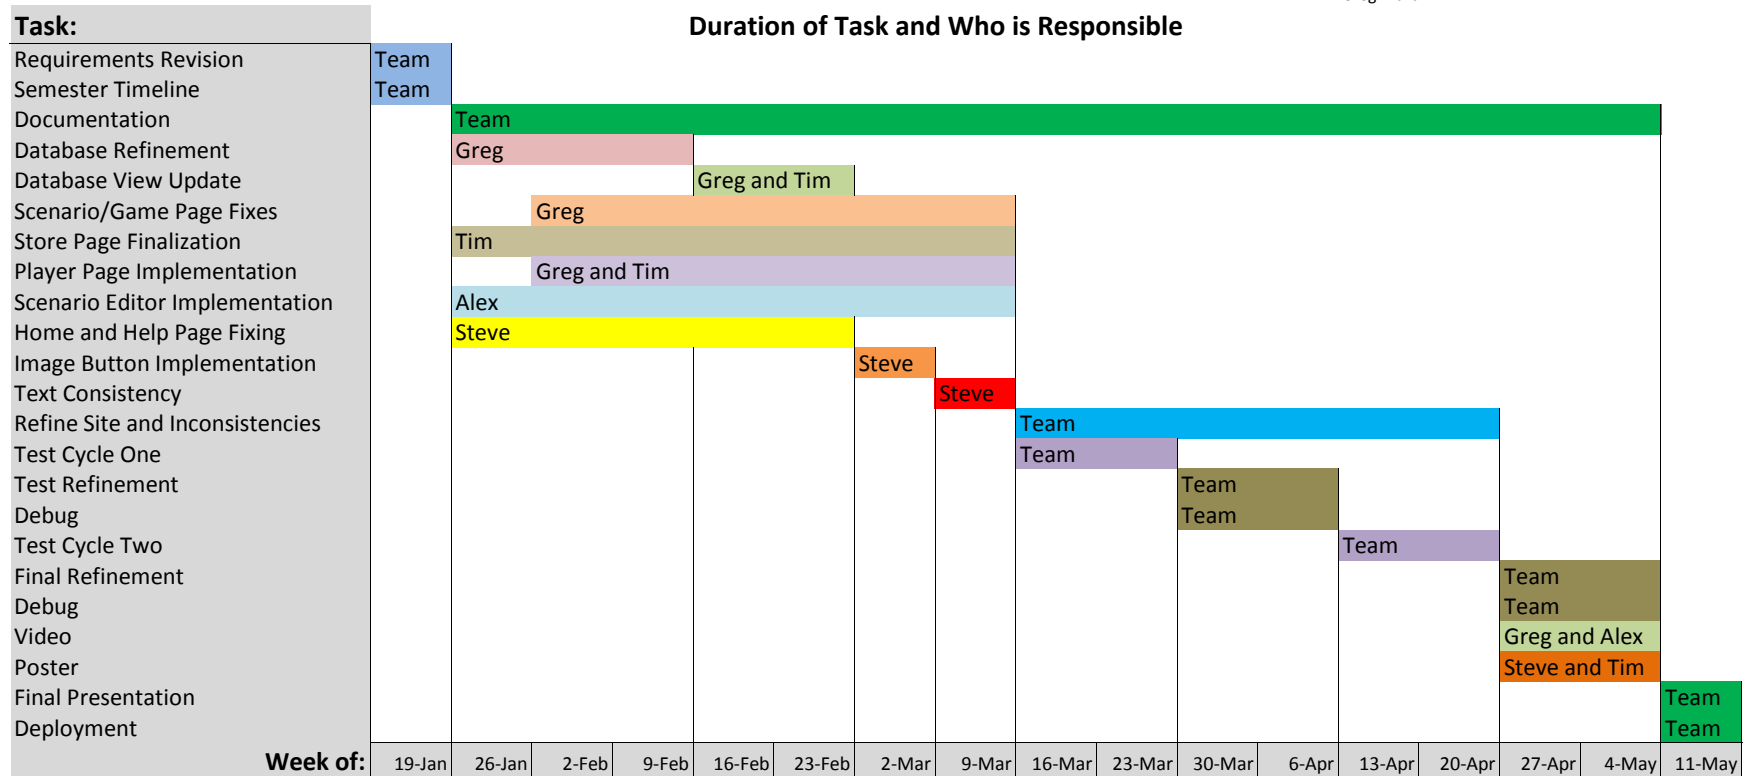 Task: Duration of Task and Who is Responsible
Requirements Revision Team
Semester Timeline Team
Documentation Team
Database Refinement Greg
Database View Update Greg and Tim
Scenario/Game Page Fixes Greg
Store Page Finalization Tim
Player Page Implementation Greg and Tim
Scenario Editor Implementation Alex
Home and Help Page Fixing Steve
Image Button Implementation Steve
Text Consistency Steve
Refine Site and Inconsistencies Team
Test Cycle One Team
Test Refinement Team
Debug Team
Test Cycle Two Team
Final Refinement Team
Debug Team
Video Greg and Alex
Poster Steve and Tim
Final Presentation Team
Deployment Team
Week of: 19-Jan 26-Jan 2-Feb 9-Feb 16-Feb 23-Feb 2-Mar 9-Mar 16-Mar 23-Mar 30-Mar 6-Apr 13-Apr 20-Apr 27-Apr 4-May 11-May